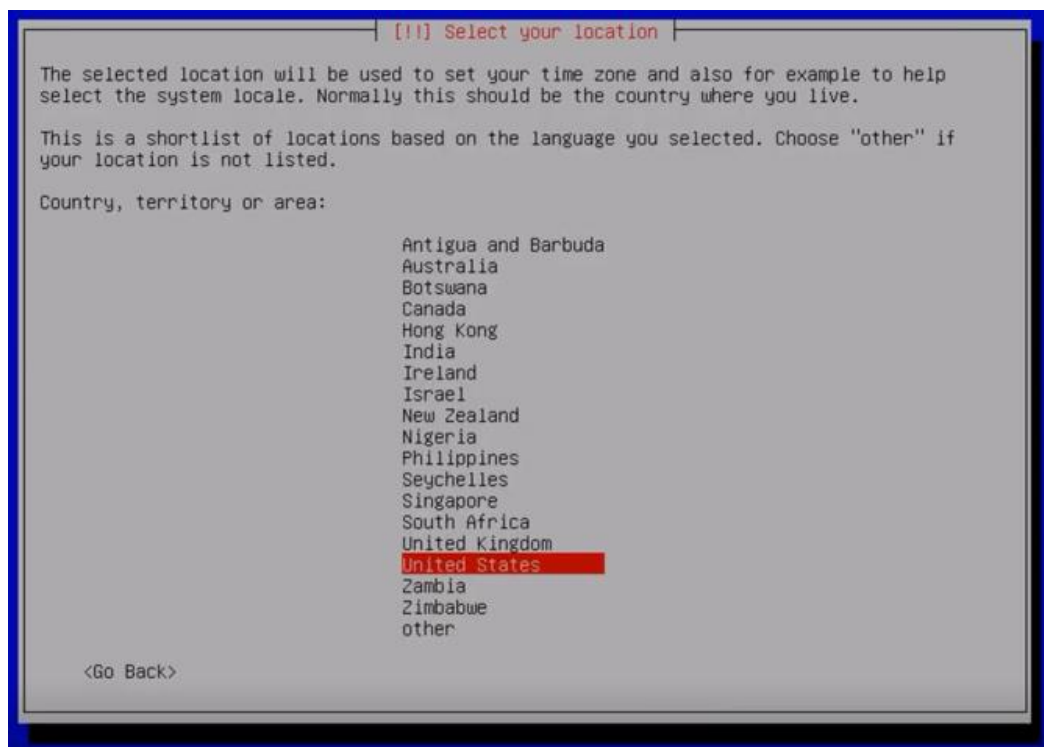 [!!] Select your location
The selected location will be used to set your time zone and also for example to help
select the system locale. Normally this should be the country where you live.
This is a shortlist of locations based on the language you selected. Choose "other" if
your location is not listed.
Country, territory or area:
Antigua and Barbuda
Australia
Botswana
Canada
Hong Kong
India
Ireland
Israel
New Zealand
Nigeria
Philippines
Seychelles
Singapore
South Africa
United Kingdom
United States
Zambia
Zimbabwe
other
<Go Back>